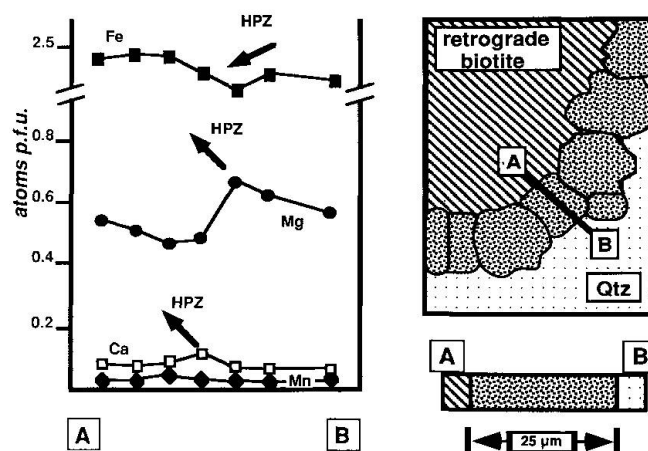 Fe
HPZ
2.5
HPZ
0.8
atoms p.f.u.
0.6
Mg
0.4
HPZ
0.2
Ca
Mn
A
B
retrograde
biotite
A
B
Qtz
A
B
25 µm